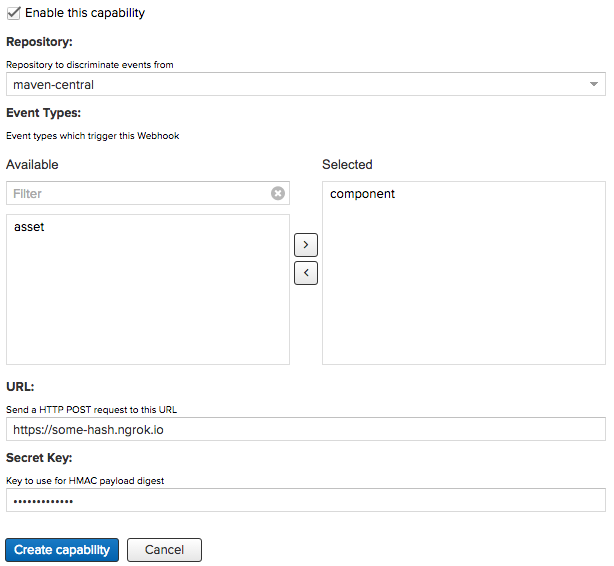 Enable this capability
Repository:
Repository to discriminate events from
maven-central
Event Types:
Event types which trigger this Webhook
Available
Selected
Filter
component
asset
>
<
URL:
Send a HTTP POST request to this URL
https://some-hash.ngrok.io
Secret Key:
Key to use for HMAC payload digest
•••••••••••••
Create capability Cancel